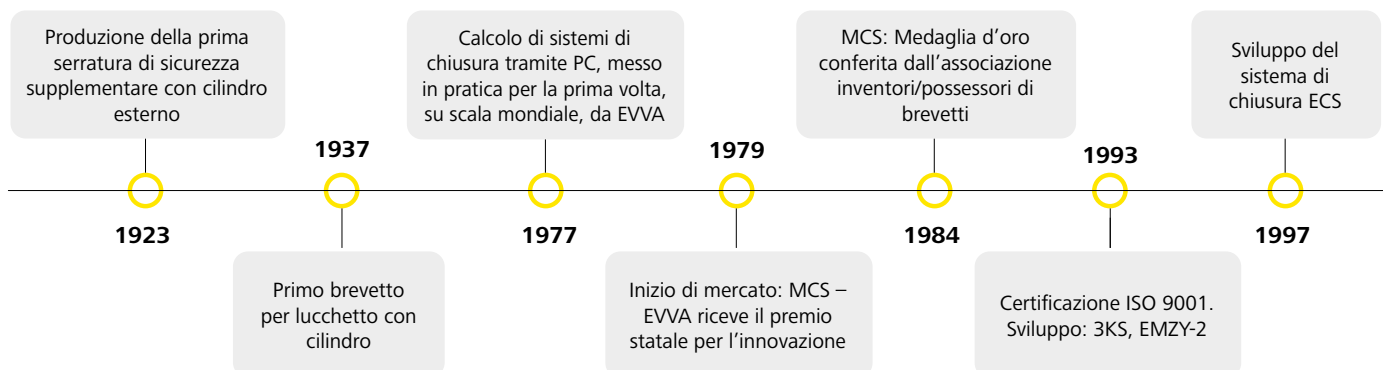 Produzione della prima
serratura di sicurezza
supplementare con cilindro
esterno
1923
1937
Primo brevetto
per lucchetto con
cilindro
Calcolo di sistemi di
chiusura tramite PC, messo
in pratica per la prima volta,
su scala mondiale, da EVVA
1977
1979
Inizio di mercato: MCS –
EVVA riceve il premio
statale per l’innovazione
MCS: Medaglia d’oro
conferita dall’associazione
inventori/possessori di
brevetti
1984
1993
Certificazione ISO 9001.
Sviluppo: 3KS, EMZY-2
Sviluppo del
sistema di
chiusura ECS
1997